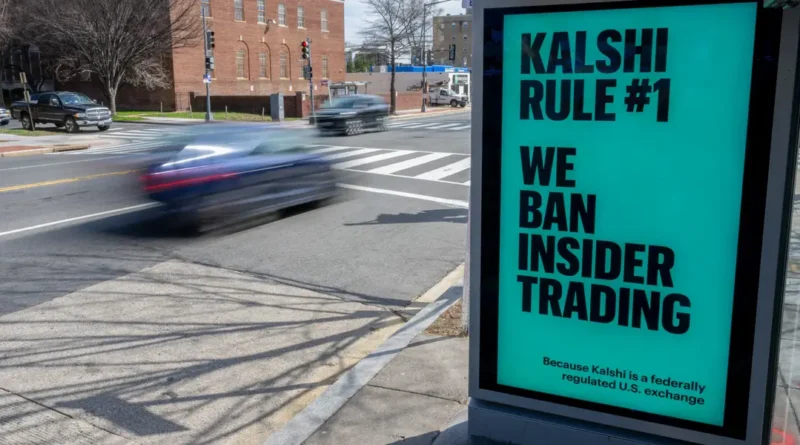 KALSHI
RULE #1
WE
BAN
INSIDER
TRADING
Because Kalshi is a federally
regulated U.S. exchange